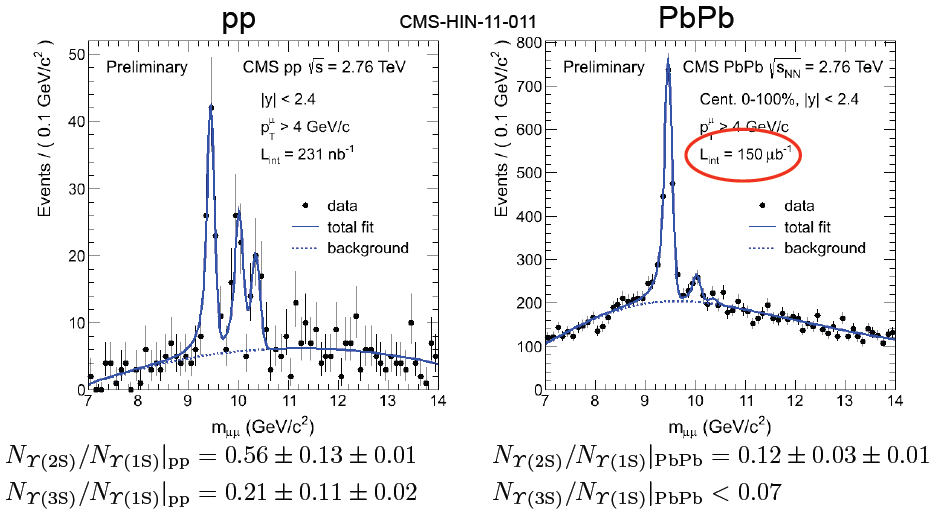 pp
CMS-HIN-11-011
PbPb
Preliminary
CMS pp √s = 2.76 TeV
|y| < 2.4
p_T^μ > 4 GeV/c
L_int = 231 nb⁻¹
data
total fit
background
Events / ( 0.1 GeV/c² )
50
40
30
20
10
0
7 8 9 10 11 12 13 14
m_μμ (GeV/c²)
N_ϒ(2S)/N_ϒ(1S)|_pp = 0.56 ± 0.13 ± 0.01
N_ϒ(3S)/N_ϒ(1S)|_pp = 0.21 ± 0.11 ± 0.02
Preliminary
CMS PbPb √s_NN = 2.76 TeV
Cent. 0-100%, |y| < 2.4
p_T^μ > 4 GeV/c
L_int = 150 μb⁻¹
data
total fit
background
Events / ( 0.1 GeV/c² )
800
700
600
500
400
300
200
100
0
7 8 9 10 11 12 13 14
m_μμ (GeV/c²)
N_ϒ(2S)/N_ϒ(1S)|_PbPb = 0.12 ± 0.03 ± 0.01
N_ϒ(3S)/N_ϒ(1S)|_PbPb < 0.07